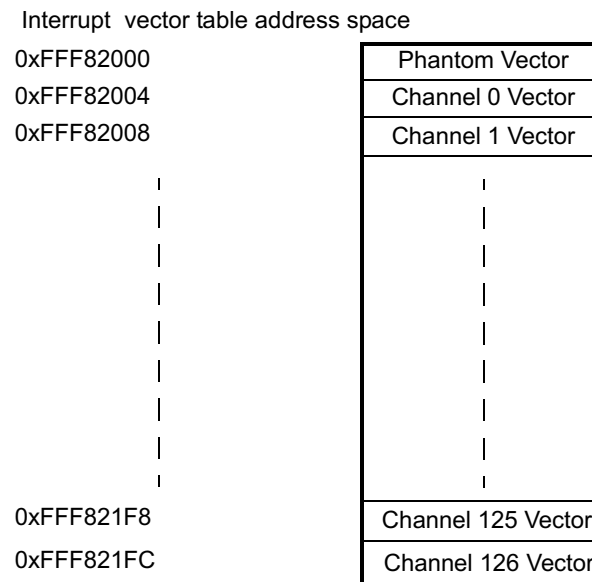 Interrupt vector table address space
0xFFF82000 Phantom Vector
0xFFF82004 Channel 0 Vector
0xFFF82008 Channel 1 Vector
0xFFF821F8 Channel 125 Vector
0xFFF821FC Channel 126 Vector